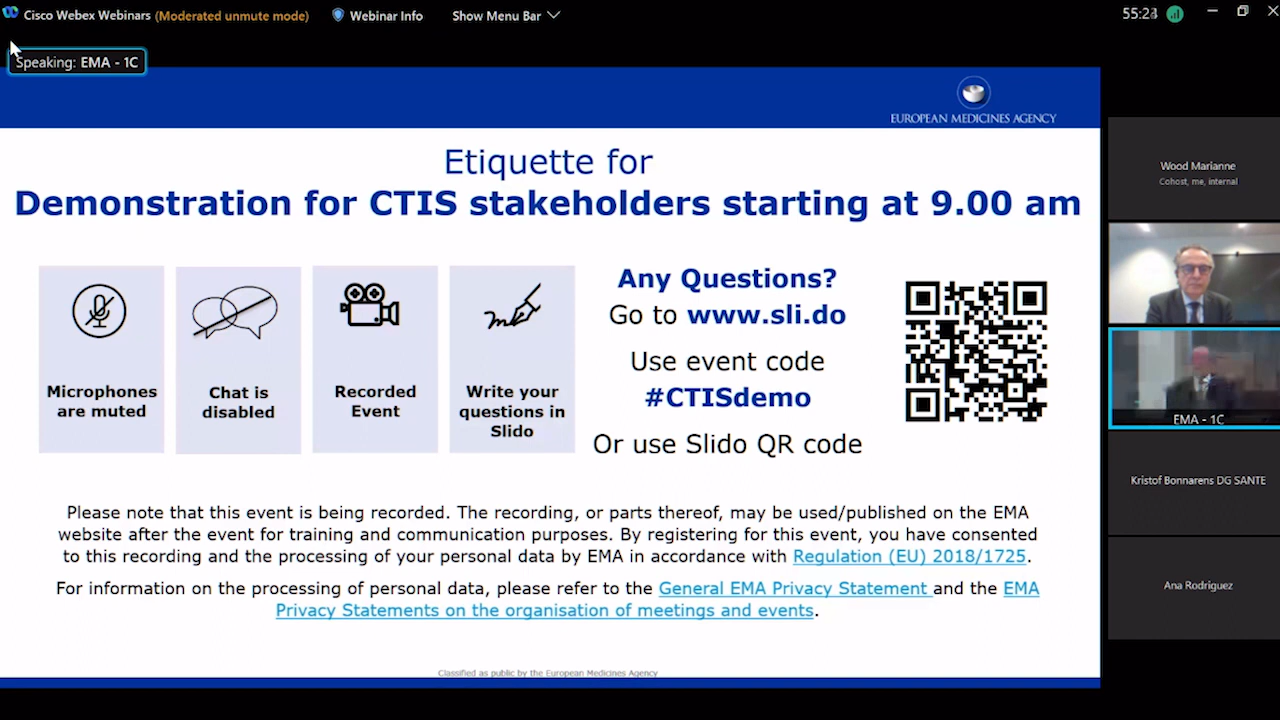 Cisco Webex Webinars (Moderated unmute mode) Webinar Info Show Menu Bar
Speaking: EMA - 1C
EUROPEAN MEDICINES AGENCY
Etiquette for
Demonstration for CTIS stakeholders starting at 9.00 am
Microphones
are muted
Chat is
disabled
Recorded
Event
Write your
questions in
Slido
Any Questions?
Go to www.sli.do
Use event code
#CTISdemo
Or use Slido QR code
Please note that this event is being recorded. The recording, or parts thereof, may be used/published on the EMA
website after the event for training and communication purposes. By registering for this event, you have consented
to this recording and the processing of your personal data by EMA in accordance with Regulation (EU) 2018/1725.
For information on the processing of personal data, please refer to the General EMA Privacy Statement and the EMA
Privacy Statements on the organisation of meetings and events.
Classified as public by the European Medicines Agency
Wood Marianne
Cohost, me, internal
EMA - 1C
Kristof Bonnarens DG SANTE
Ana Rodriguez